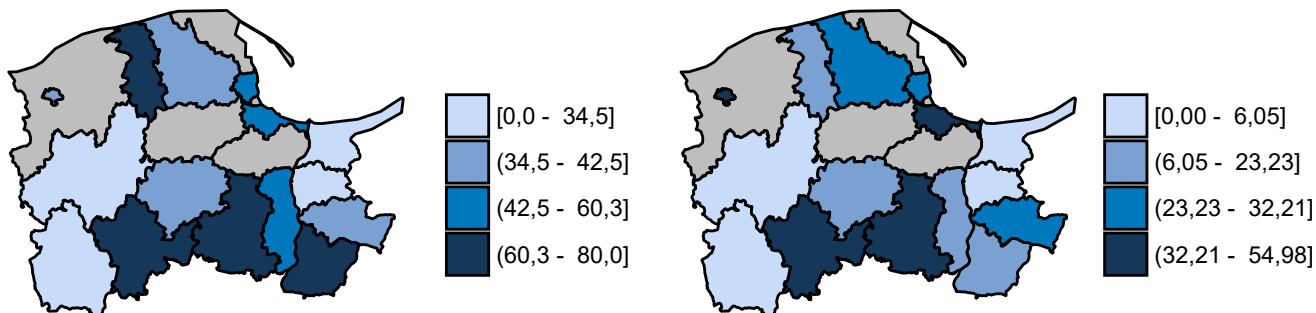 [0,0 - 34,5]
(34,5 - 42,5]
(42,5 - 60,3]
(60,3 - 80,0]
[0,00 - 6,05]
(6,05 - 23,23]
(23,23 - 32,21]
(32,21 - 54,98]